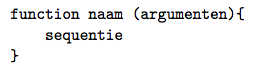 function naam (argumenten){
    sequentie
}